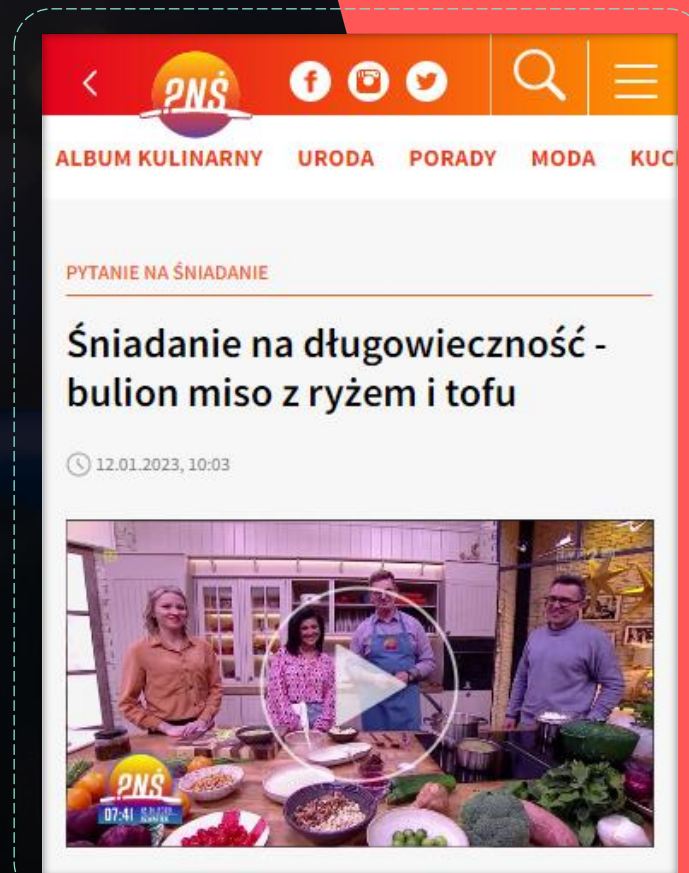 PNŚ
ALBUM KULINARNY URODA PORADY MODA KUC
PYTANIE NA ŚNIADANIE
Śniadanie na długowieczność -
bulion miso z ryżem i tofu
12.01.2023, 10:03
PNŚ
07:41